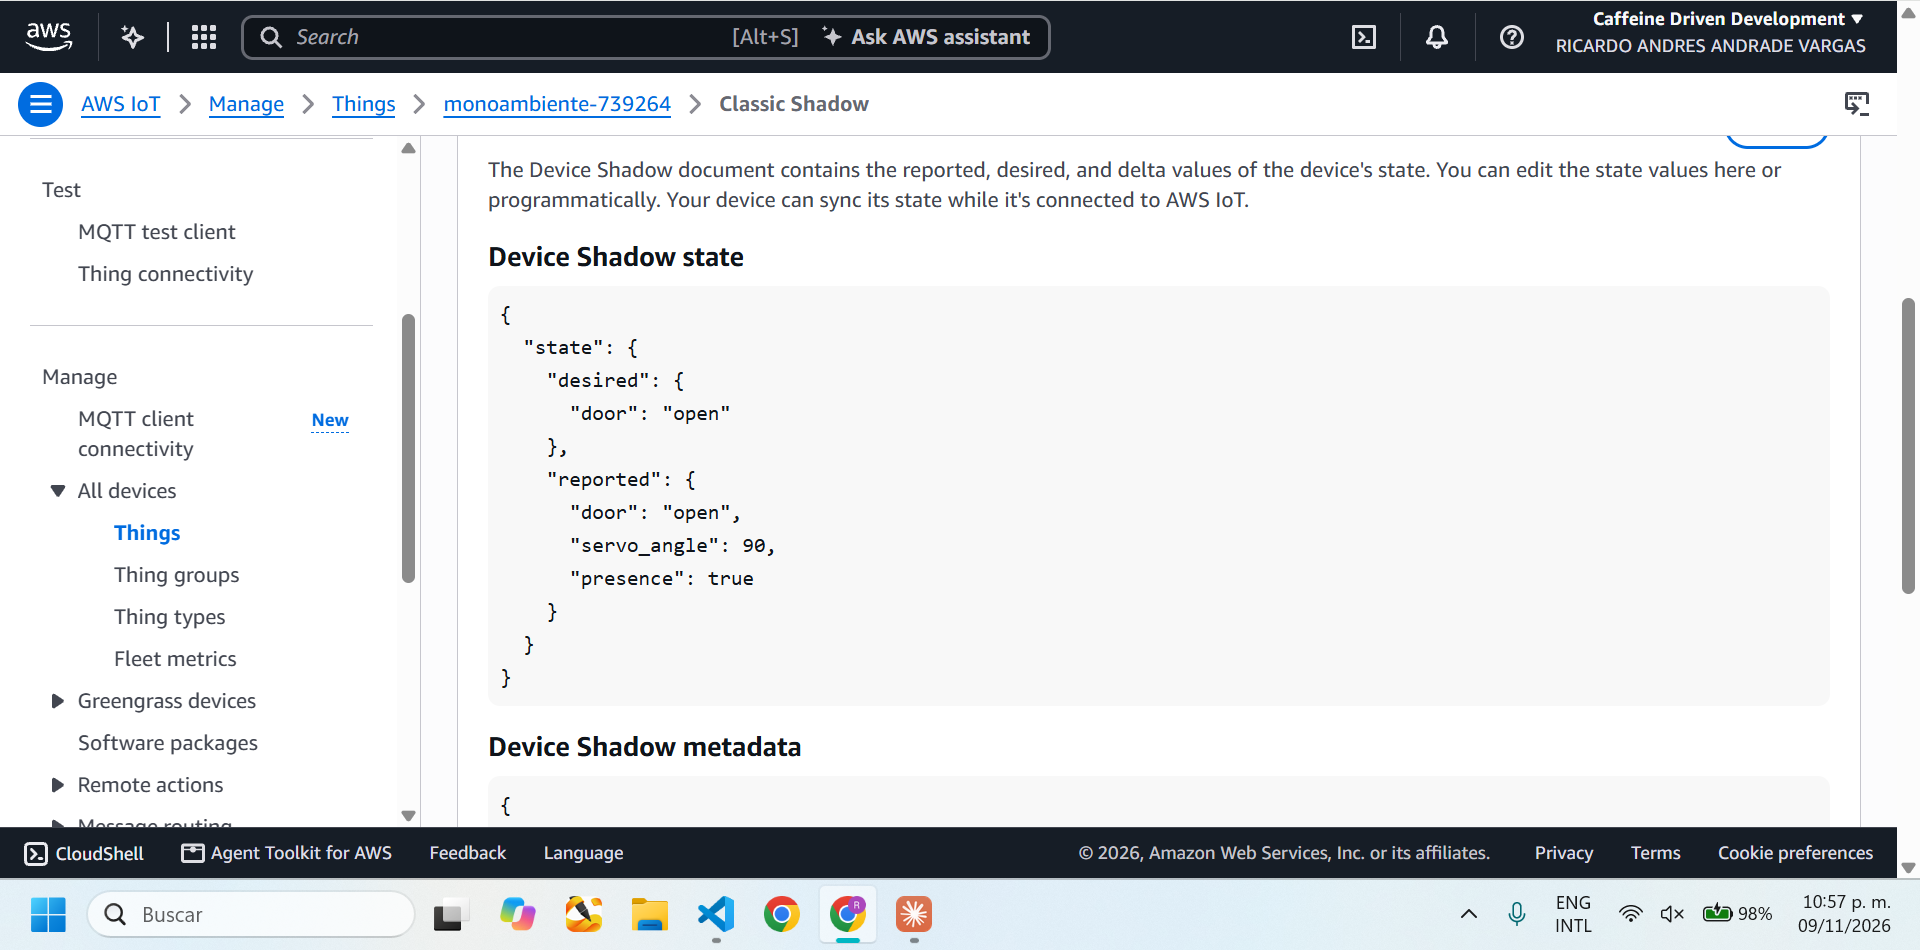 aws
Search
[Alt+S]
Ask AWS assistant
Caffeine Driven Development ▼
RICARDO ANDRES ANDRADE VARGAS
AWS IoT
Manage
Things
monoambiente-739264
Classic Shadow
Test
MQTT test client
Thing connectivity
Manage
MQTT client
connectivity
New
All devices
Things
Thing groups
Thing types
Fleet metrics
Greengrass devices
Software packages
Remote actions
Message routing
The Device Shadow document contains the reported, desired, and delta values of the device's state. You can edit the state values here or
programmatically. Your device can sync its state while it's connected to AWS IoT.
Device Shadow state
{
"state": {
"desired": {
"door": "open"
},
"reported": {
"door": "open",
"servo_angle": 90,
"presence": true
}
}
}
Device Shadow metadata
{
CloudShell
Agent Toolkit for AWS
Feedback
Language
© 2026, Amazon Web Services, Inc. or its affiliates.
Privacy
Terms
Cookie preferences
Buscar
R
ENG
INTL
98%
10:57 p. m.
09/11/2026